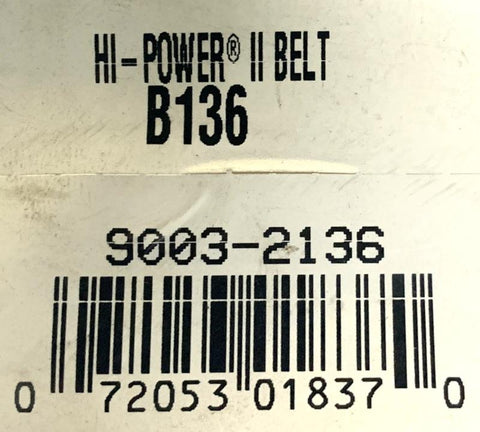 HI-POWER® II BELT
B136
9003-2136
0 72053 01837 0